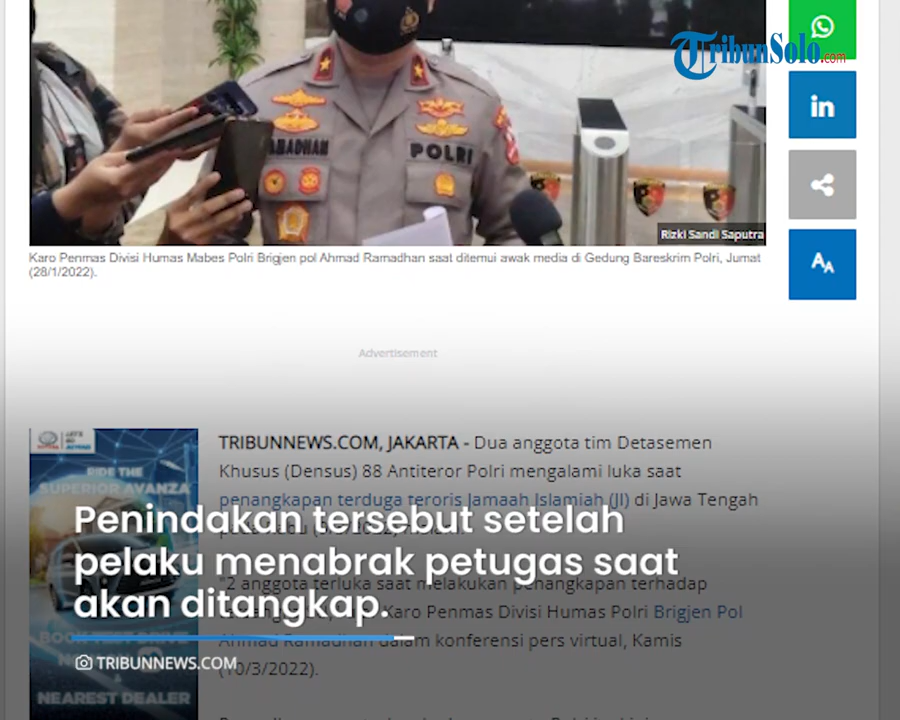 TribunSolo.com
RAMADHAN
POLRI
Rizki Sandi Saputra
Karo Penmas Divisi Humas Mabes Polri Brigjen pol Ahmad Ramadhan saat ditemui awak media di Gedung Bareskrim Polri, Jumat
(28/1/2022).
Advertisement
TRIBUNNEWS.COM, JAKARTA - Dua anggota tim Detasemen
Khusus (Densus) 88 Antiteror Polri mengalami luka saat
penangkapan terduga teroris Jamaah Islamiah (JI) di Jawa Tengah
"2 anggota terluka saat melakukan penangkapan terhadap
Karo Penmas Divisi Humas Polri Brigjen Pol
Ahmad Ramadhan dalam konferensi pers virtual, Kamis
(10/3/2022).
RIDE THE
SUPERIOR AVANZA
BOOK TEST DRIVE
NEAREST DEALER
Penindakan tersebut setelah
pelaku menabrak petugas saat
akan ditangkap.
TRIBUNNEWS.COM